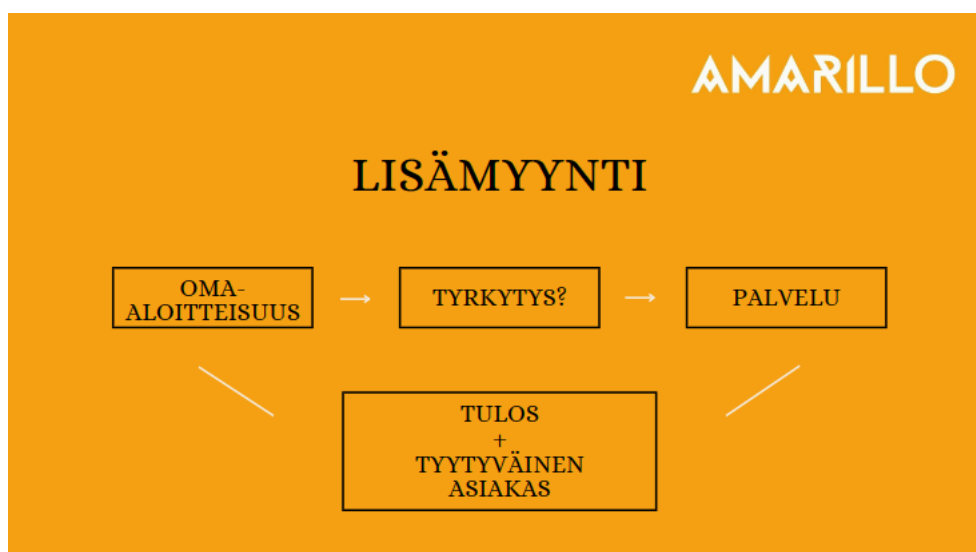 AMARILLO
LISÄMYYNTI
OMA-
ALOITTEISUUS
TYRKYTYS?
PALVELU
TULOS
+
TYYTYVÄINEN
ASIAKAS